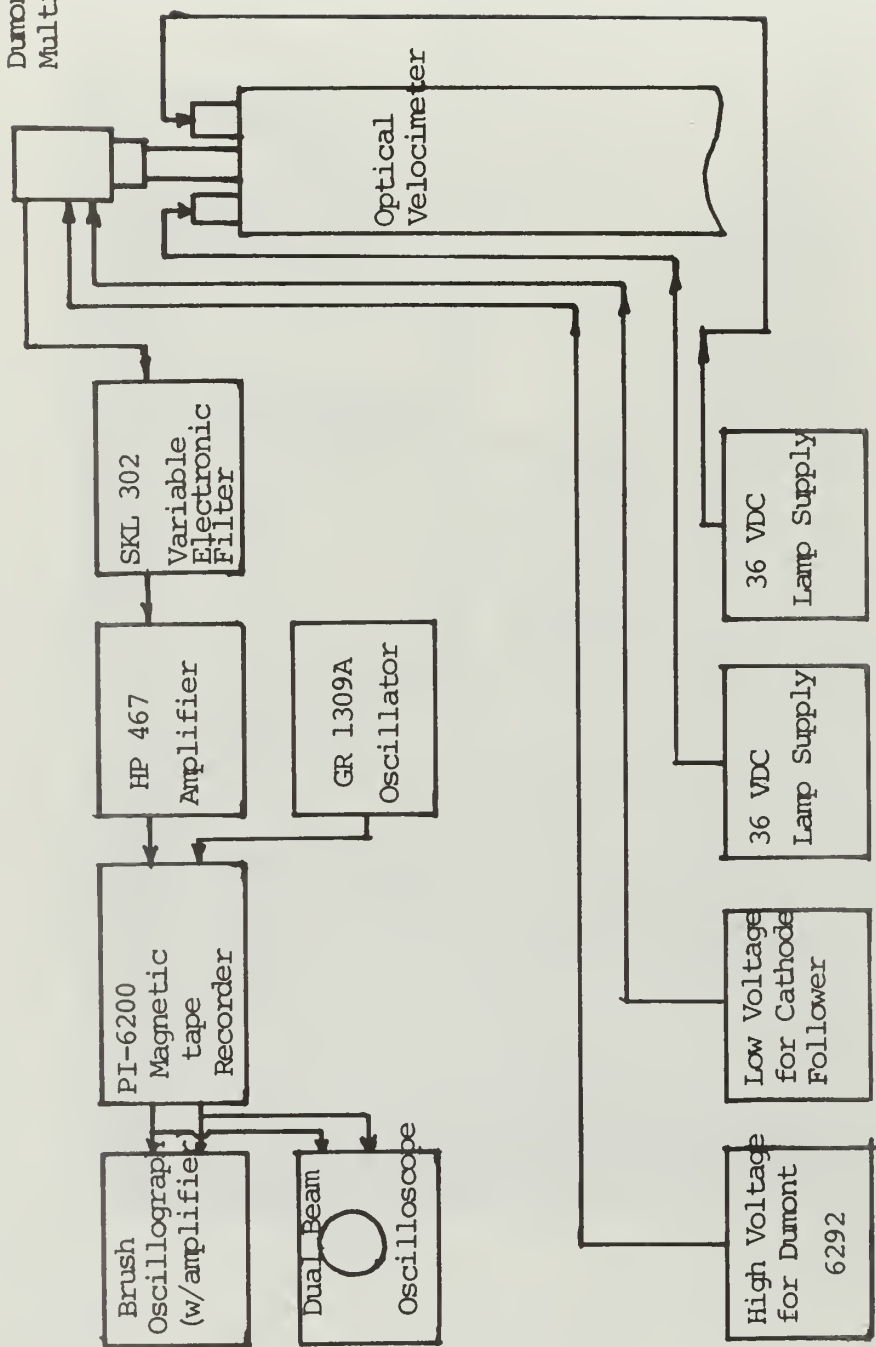 Dumon
Multi
Brush
Oscillograph
(w/amplifier)
PI-6200
Magnetic
tape
Recorder
HP 467
Amplifier
SKL 302
Variable
Electronic
Filter
Dual Beam
Oscilloscope
GR 1309A
Oscillator
Optical
Velocimeter
High Voltage
for Dumont
6292
Low Voltage
for Cathode
Follower
36 VDC
Lamp Supply
36 VDC
Lamp Supply